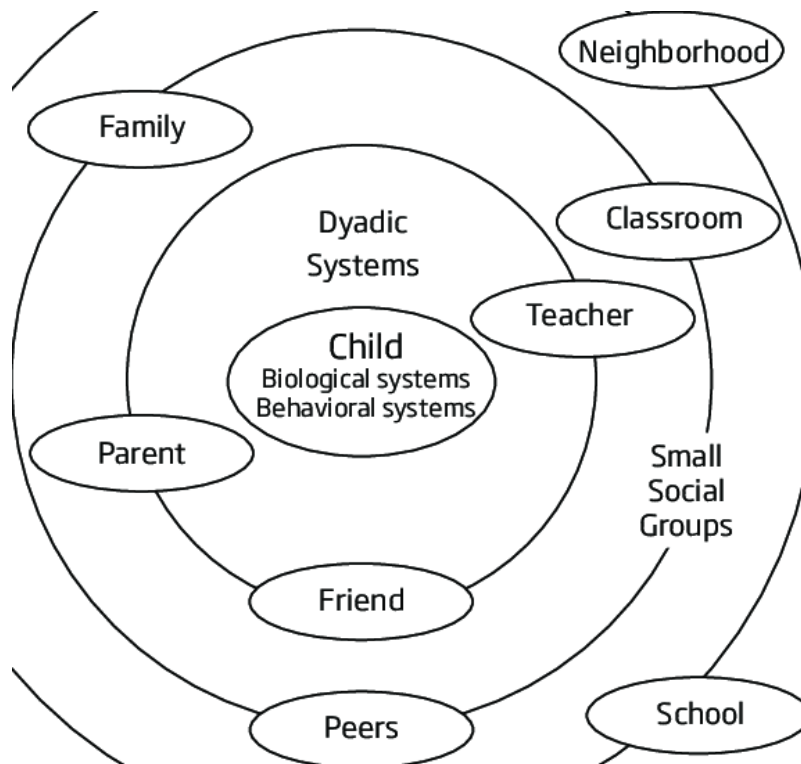 Neighborhood
Family
Classroom
Dyadic
Systems
Teacher
Child
Biological systems
Behavioral systems
Parent
Small
Social
Groups
Friend
School
Peers